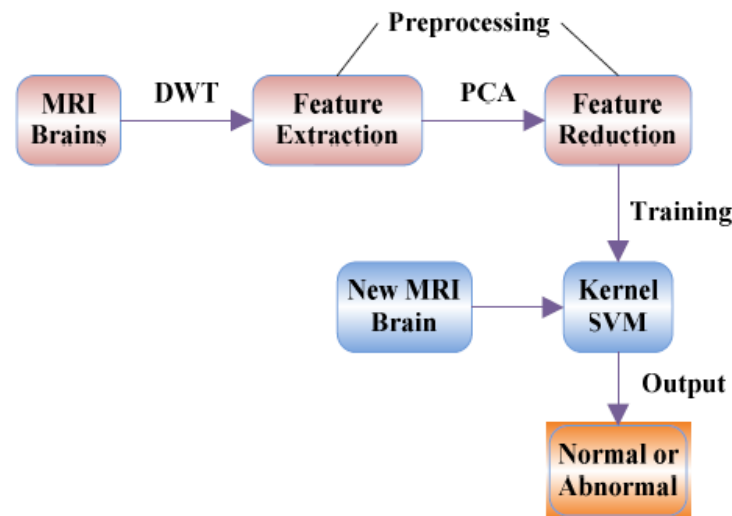 Preprocessing
MRI
Brains
DWT
Feature
Extraction
PCA
Feature
Reduction
Training
New MRI
Brain
Kernel
SVM
Output
Normal or
Abnormal